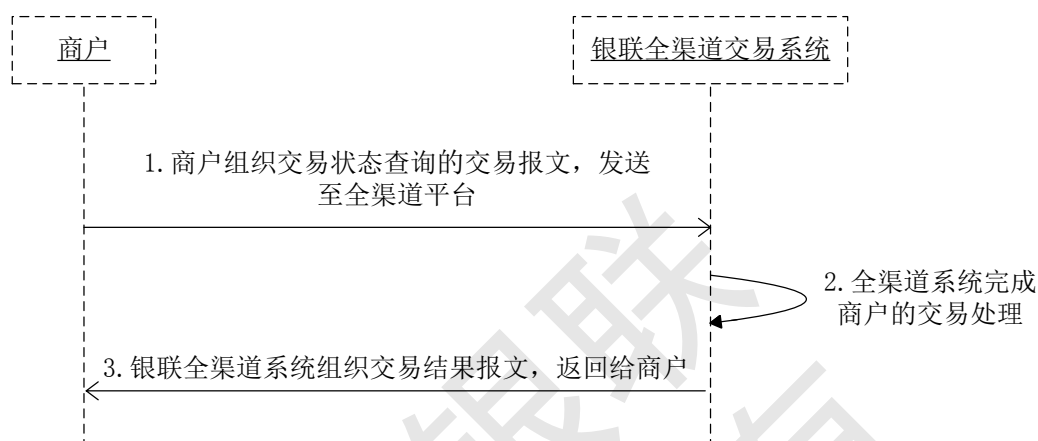 商户
银联全渠道交易系统
1.商户组织交易状态查询的交易报文，发送
至全渠道平台
2.全渠道系统完成
商户的交易处理
3.银联全渠道系统组织交易结果报文，返回给商户
银联